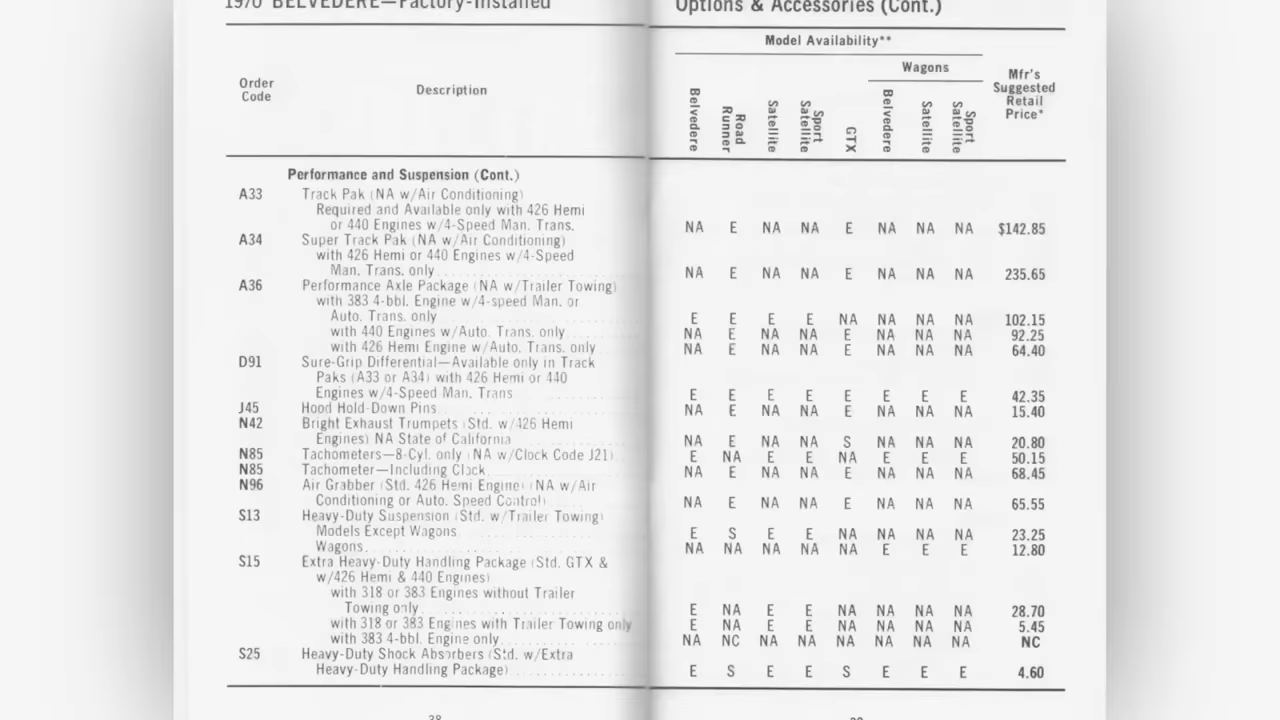 1970 BELVEDERE—Factory-Installed Options & Accessories (Cont.)
Model Availability**
Wagons
Order Code Description Belvedere Road Runner Satellite Sport Satellite GTX Belvedere Satellite Sport Satellite Mfr's Suggested Retail Price*
Performance and Suspension (Cont.)
A33 Track Pak (NA w/Air Conditioning)
Required and Available only with 426 Hemi
or 440 Engines w/4-Speed Man. Trans. NA E NA NA E NA NA NA $142.85
A34 Super Track Pak (NA w/Air Conditioning)
with 426 Hemi or 440 Engines w/4-Speed
Man. Trans. only NA E NA NA E NA NA NA 235.65
A36 Performance Axle Package (NA w/Trailer Towing)
with 383 4-bbl. Engine w/4-speed Man. or
Auto. Trans. only E E E E NA NA NA NA 102.15
with 440 Engines w/Auto. Trans. only NA E NA NA E NA NA NA 92.25
with 426 Hemi Engine w/Auto. Trans. only NA E NA NA E NA NA NA 64.40
D91 Sure-Grip Differential—Available only in Track
Paks (A33 or A34) with 426 Hemi or 440
Engines w/4-Speed Man. Trans E E E E E E E E 42.35
J45 Hood Hold-Down Pins NA E NA NA E NA NA NA 15.40
N42 Bright Exhaust Trumpets (Std. w/426 Hemi
Engines) NA State of California NA E NA NA S NA NA NA 20.80
N85 Tachometers—8-Cyl. only (NA w/Clock Code J21) E NA E E NA E E E 50.15
N85 Tachometer—Including Clock NA E NA NA E NA NA NA 68.45
N96 Air Grabber (Std. 426 Hemi Engine) (NA w/Air
Conditioning or Auto. Speed Control) NA E NA NA E NA NA NA 65.55
S13 Heavy-Duty Suspension (Std. w/Trailer Towing)
Models Except Wagons E S E E NA NA NA NA 23.25
Wagons NA NA NA NA NA E E E 12.80
S15 Extra Heavy-Duty Handling Package (Std. GTX &
w/426 Hemi & 440 Engines)
with 318 or 383 Engines without Trailer
Towing only E NA E E NA NA NA NA 28.70
with 318 or 383 Engines with Trailer Towing only E NA E E NA NA NA NA 5.45
with 383 4-bbl. Engine only NA NC NA NA NA NA NA NA NC
S25 Heavy-Duty Shock Absorbers (Std. w/Extra
Heavy-Duty Handling Package) E S E E S E E E 4.60